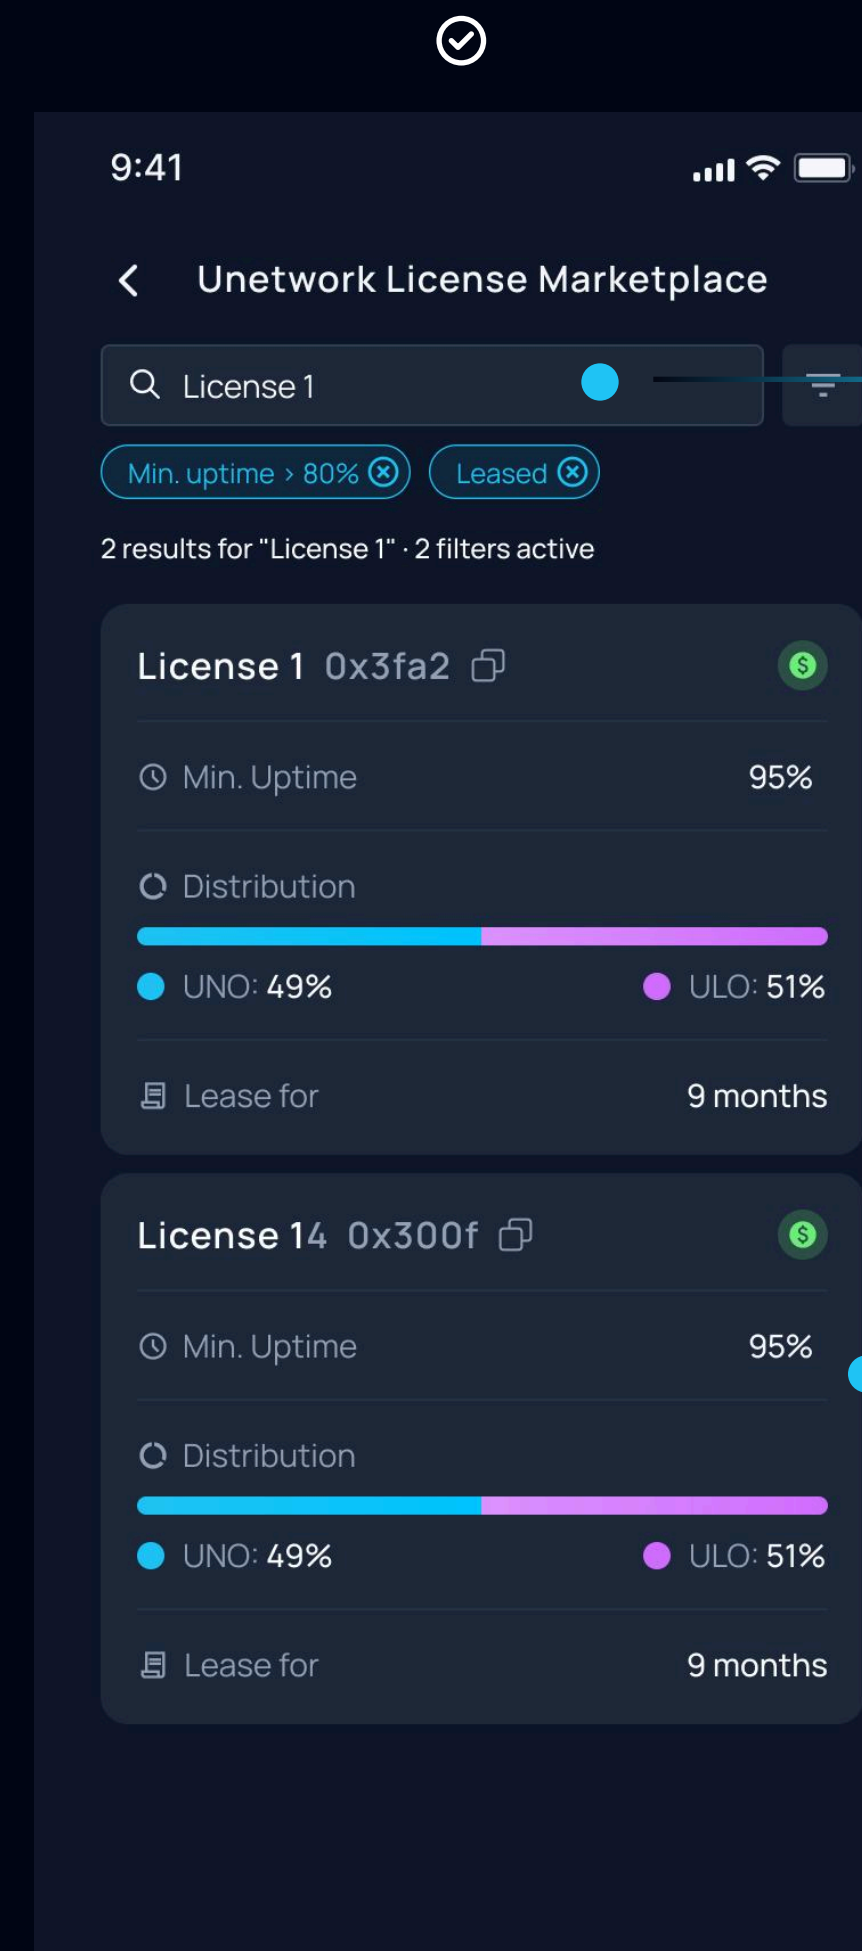 9:41
Unetwork License Marketplace
License 1
Min. uptime > 80% Leased
2 results for "License 1" · 2 filters active
License 1 0x3fa2
Min. Uptime 95%
Distribution
UNO: 49% ULO: 51%
Lease for 9 months
License 14 0x300f
Min. Uptime 95%
Distribution
UNO: 49% ULO: 51%
Lease for 9 months